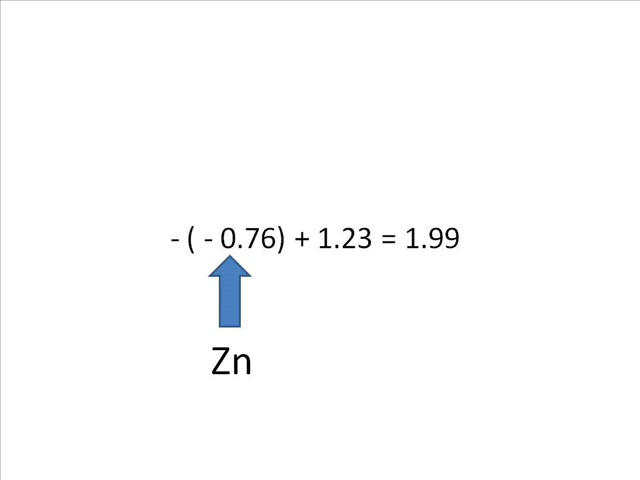 - ( - 0.76) + 1.23 = 1.99
Zn